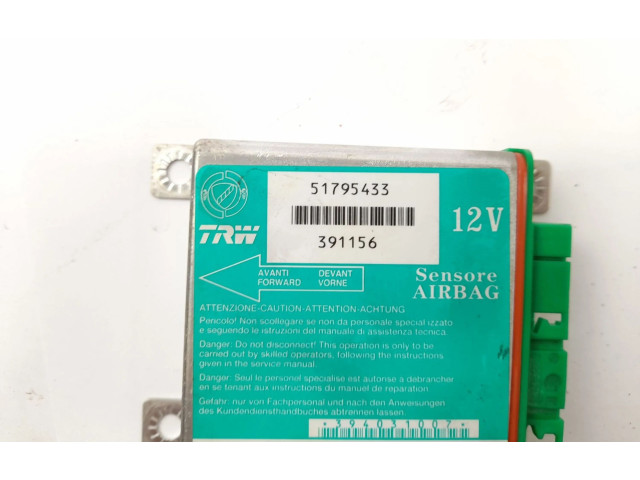 51795433
391156
TRW
12V
AVANTI DEVANT
FORWARD VORNE
Sensore
AIRBAG
ATTENZIONE-CAUTION-ATTENTION-ACHTUNG
Pericolo! Non scollegare se non da personale specializzato
e seguendo le istruzioni del manuale di assistenza tecnica.
Danger: Do not disconnect! This operation is only to be
carried out by skilled operators, following the instructions
given in the service manual.
Danger: Seul le personel specialise est autorise à debrancher
en se tenant aux instructions du manuel de reparation.
Gefahr: nur von Fachpersonal und nach den Anweisungen
des Kundendiensthandbuches abtrennen lassen.
394031007